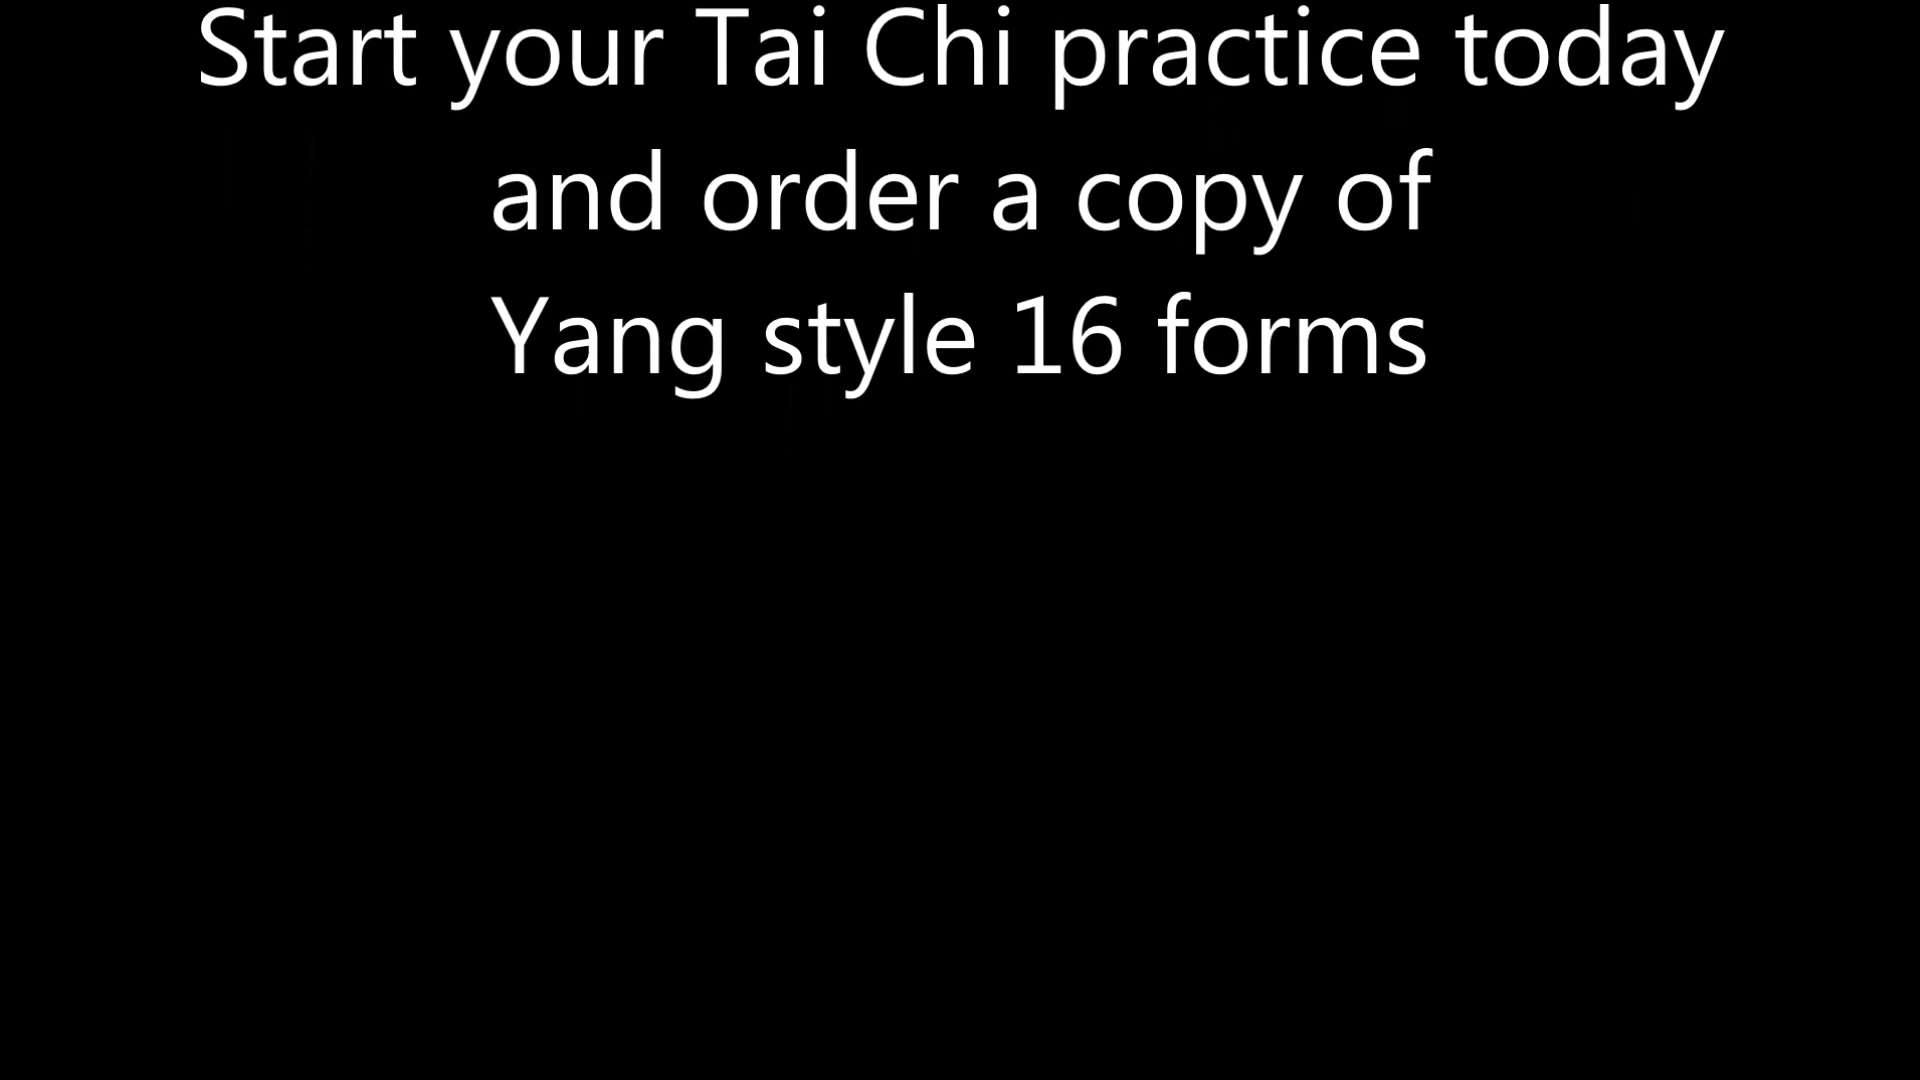 Start your Tai Chi practice today
and order a copy of
Yang style 16 forms